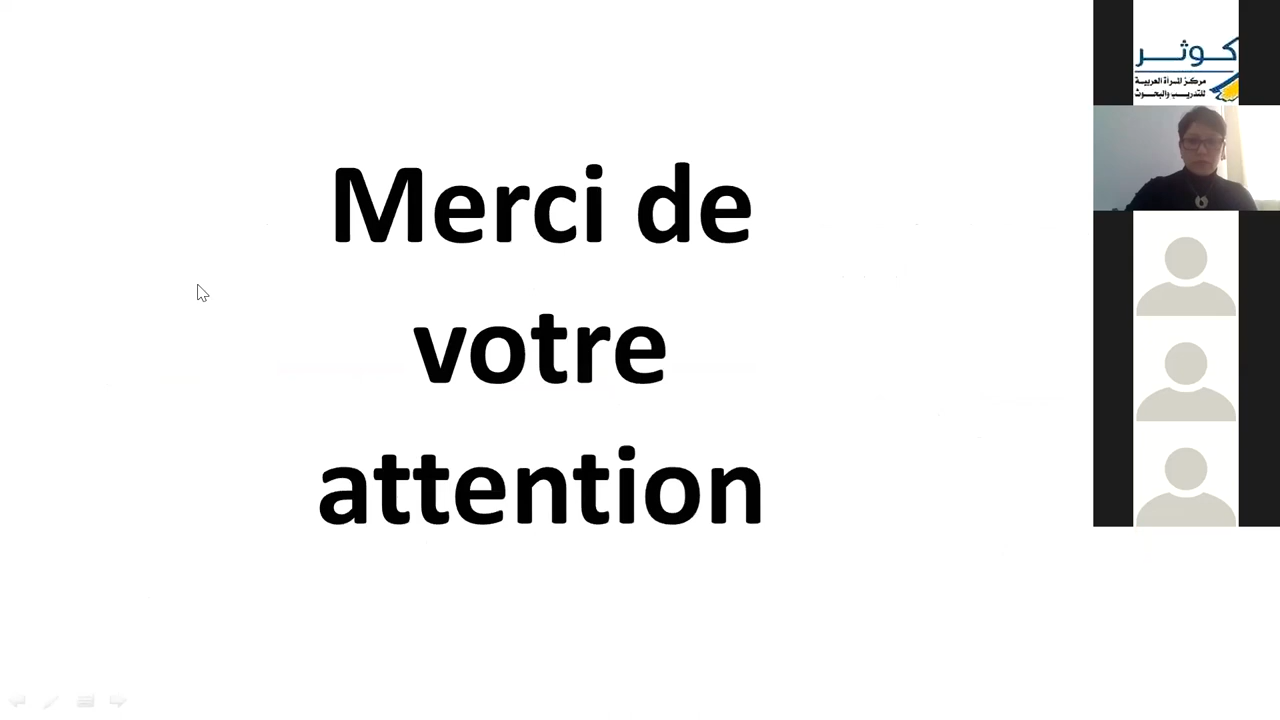 Merci de
votre
attention
كوثر
مركز المرأة العربية
للتدريب والبحوث